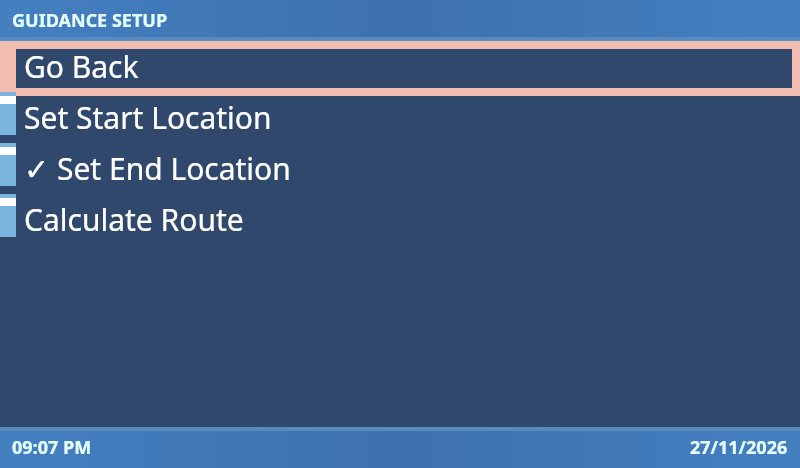 GUIDANCE SETUP
Go Back
Set Start Location
✓ Set End Location
Calculate Route
09:07 PM
27/11/2026